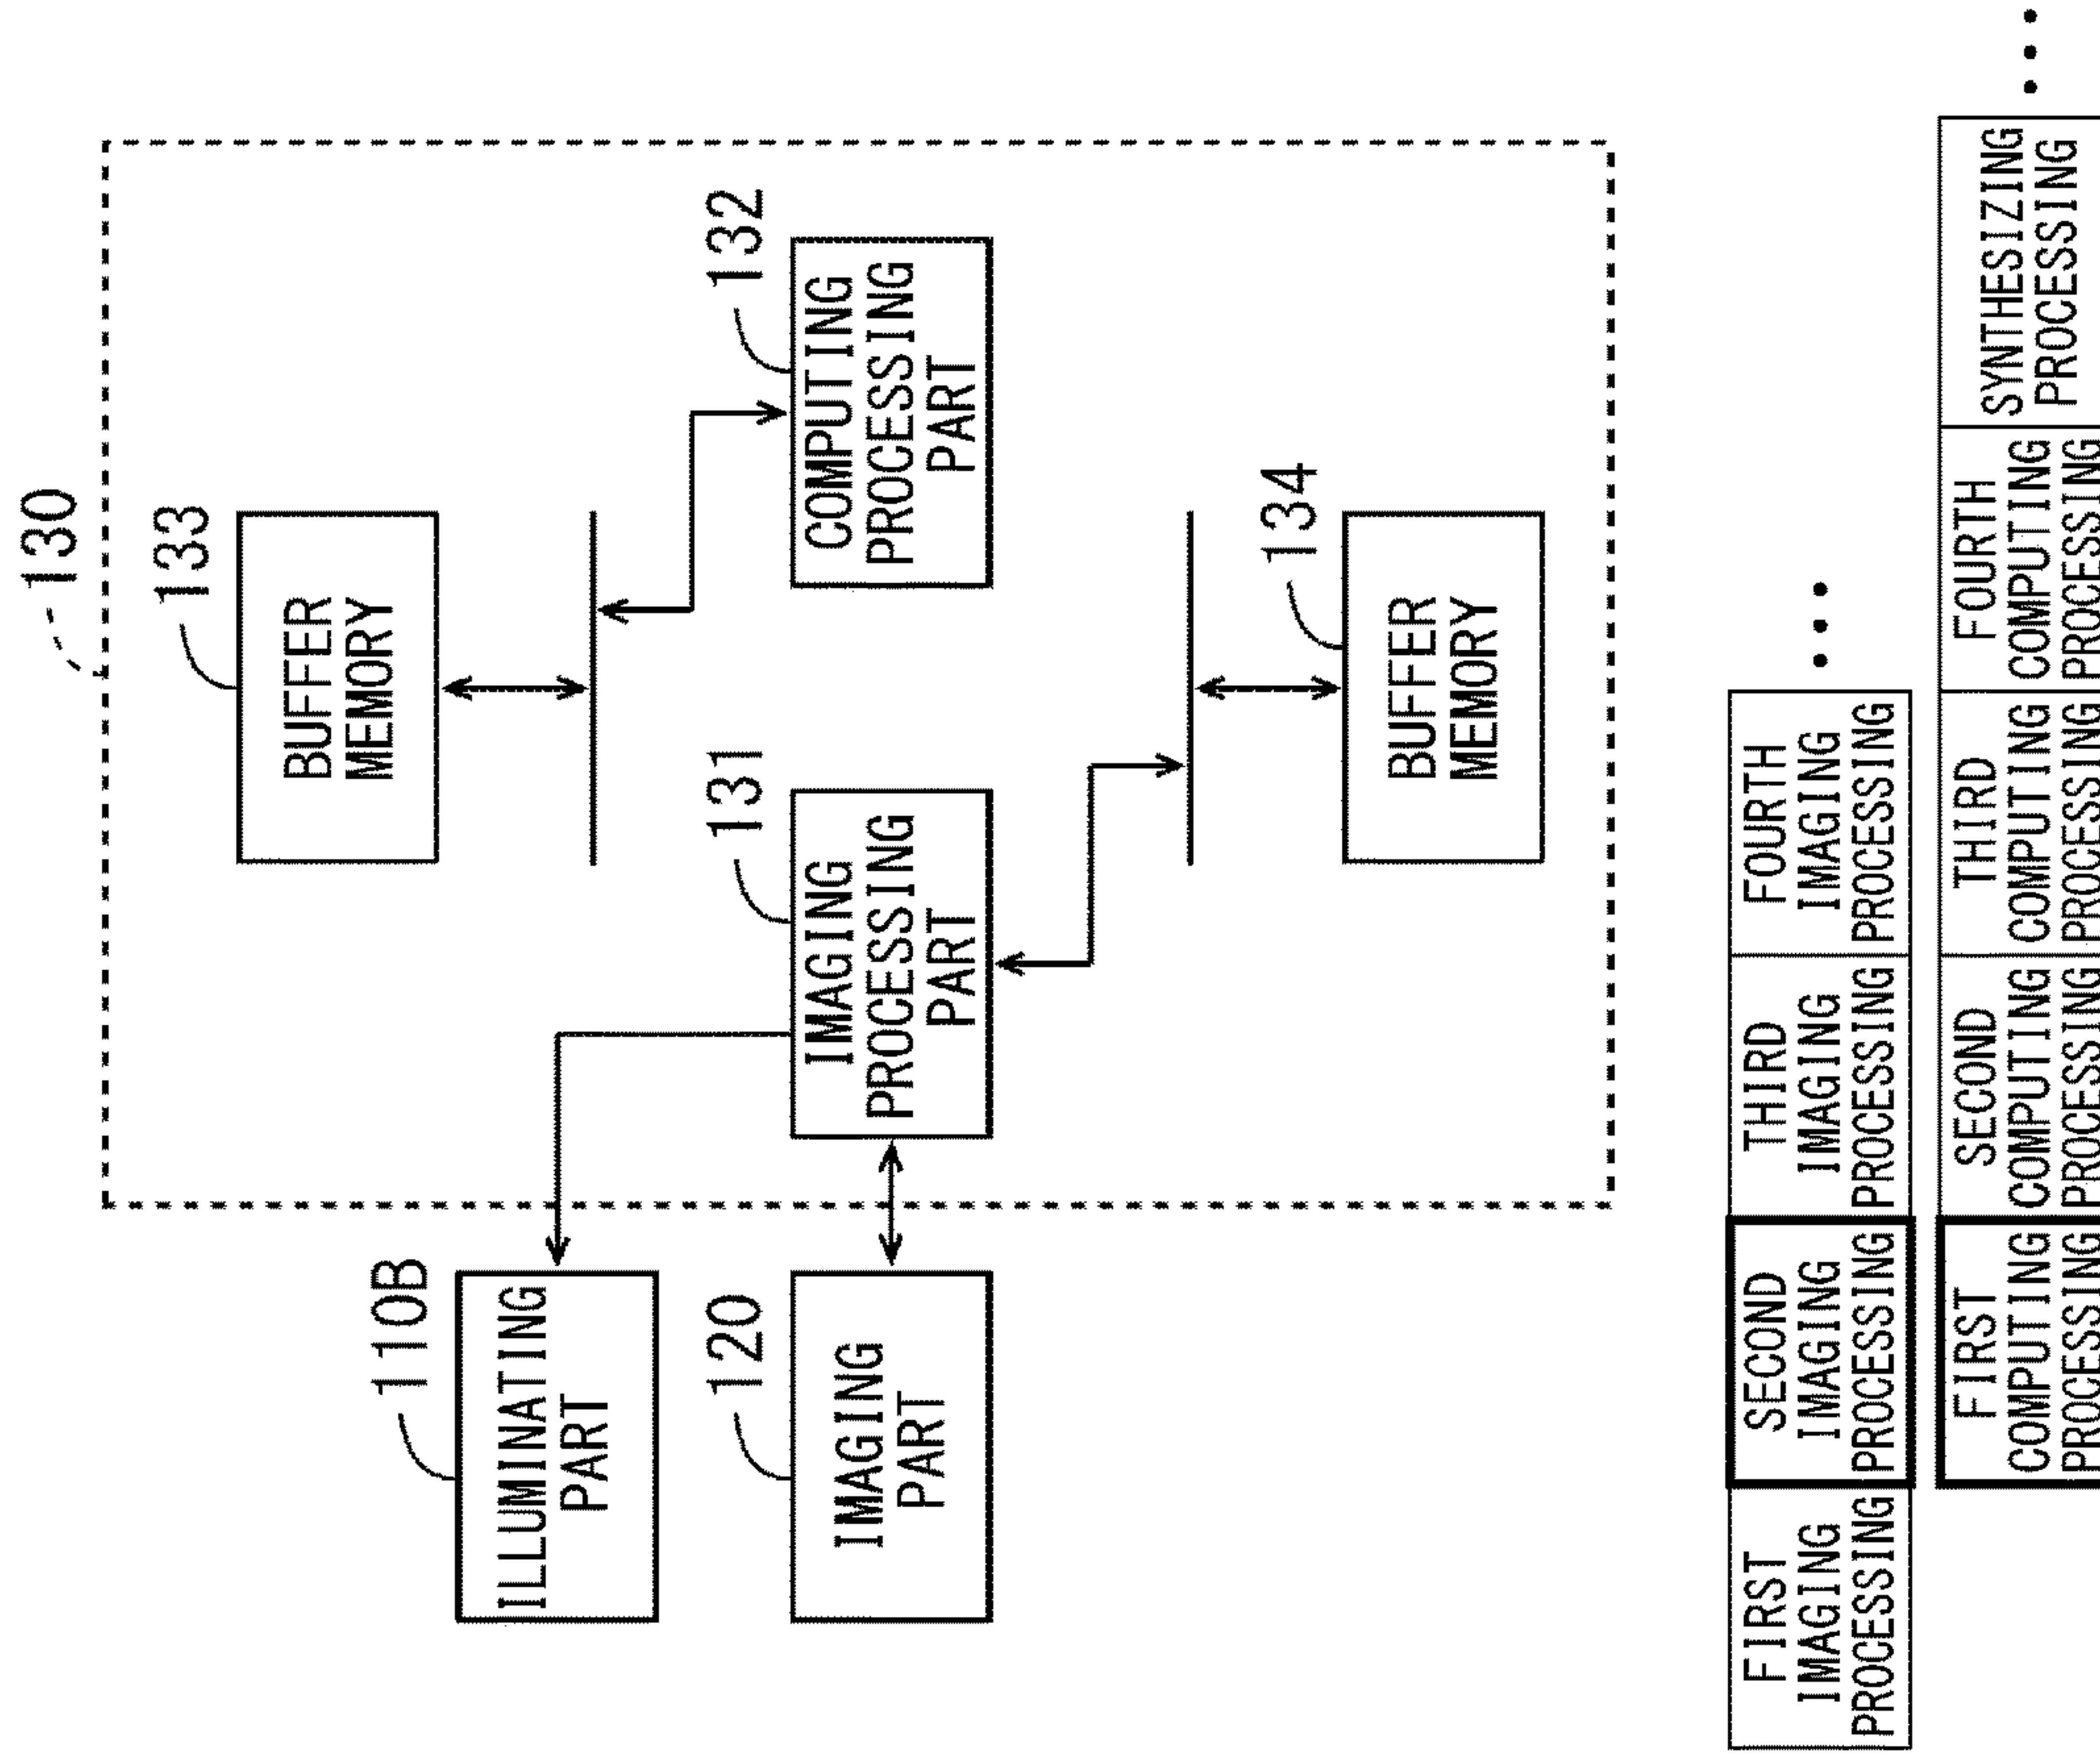 130
133
BUFFER
MEMORY
110B
ILLUMINATING
PART
120
IMAGING
PART
131
IMAGING
PROCESSING
PART
132
COMPUTING
PROCESSING
PART
134
BUFFER
MEMORY
FIRST
IMAGING
PROCESSING
SECOND
IMAGING
PROCESSING
THIRD
IMAGING
PROCESSING
FOURTH
IMAGING
PROCESSING
FIRST
COMPUTING
PROCESSING
SECOND
COMPUTING
PROCESSING
THIRD
COMPUTING
PROCESSING
FOURTH
COMPUTING
PROCESSING
SYNTHESIZING
PROCESSING